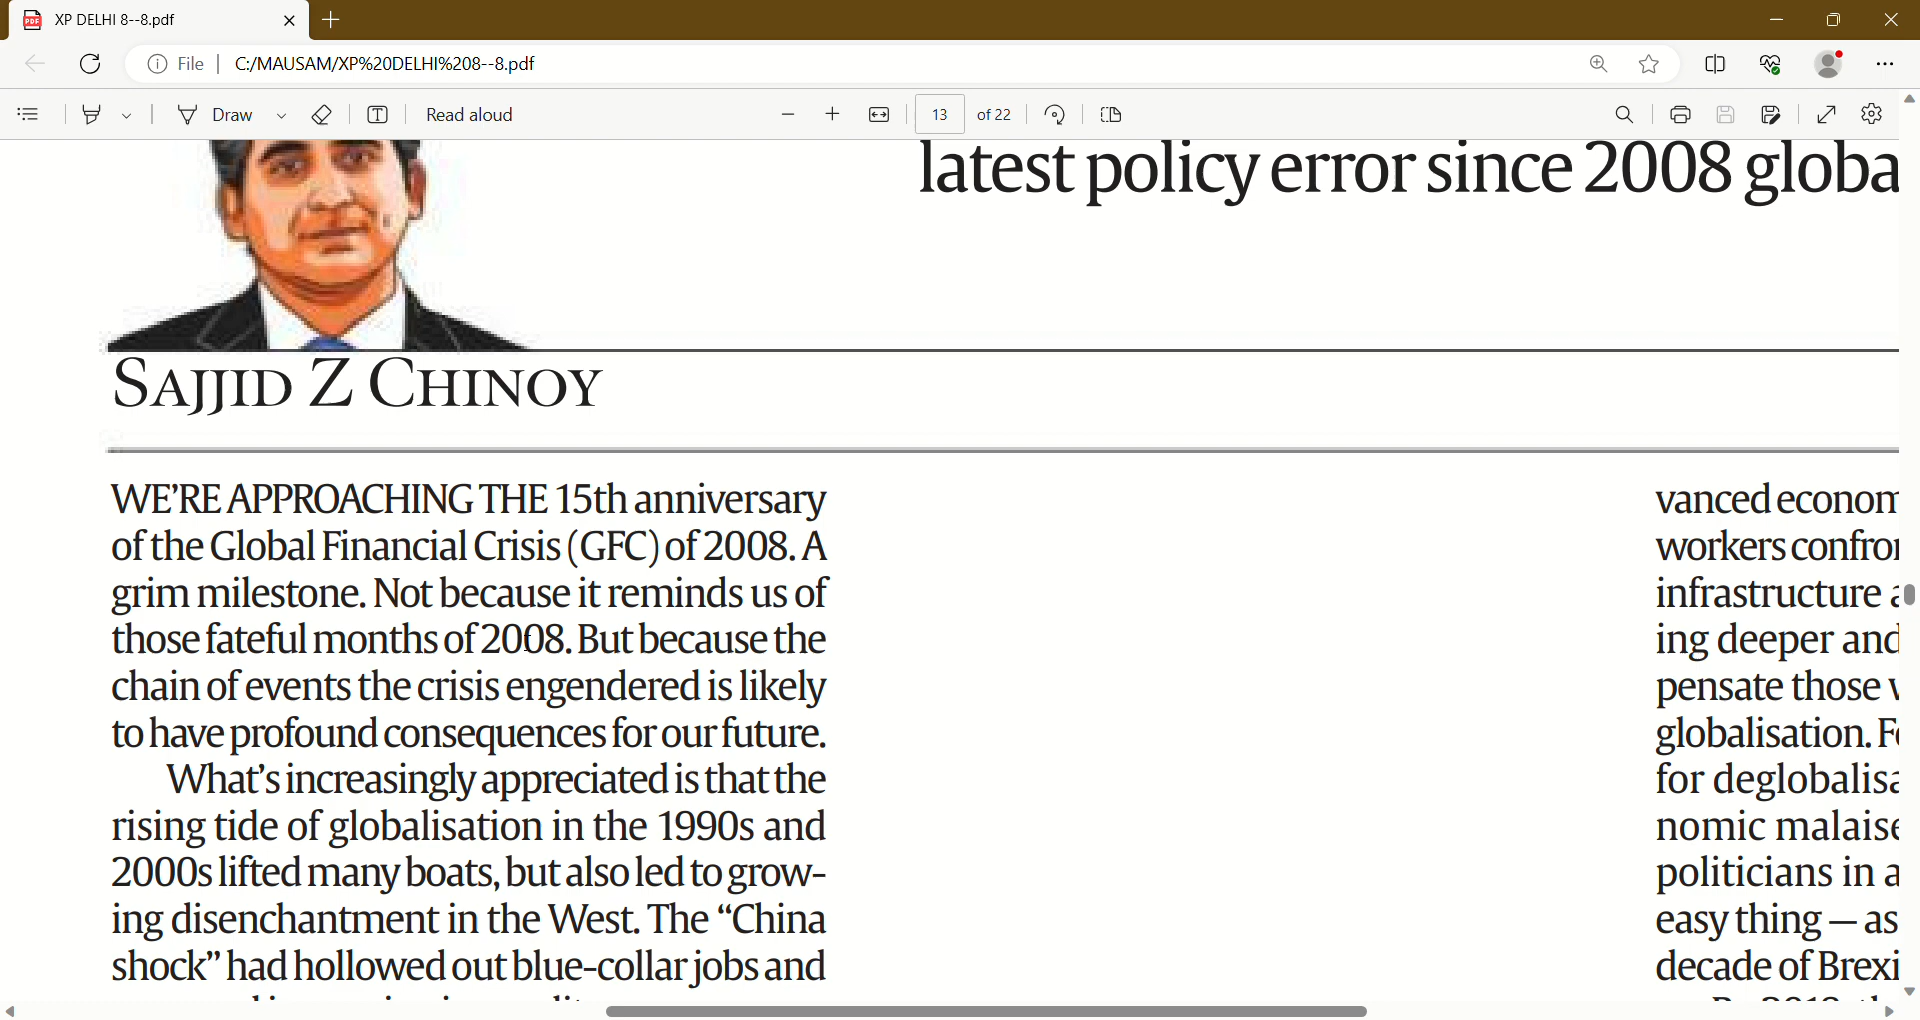 XP DELHI 8--8.pdf
File
C:/MAUSAM/XP%20DELHI%208--8.pdf
Draw
Read aloud
13 of 22
latest policy error since 2008 globa
SAJJID Z CHINOY
WE'RE APPROACHING THE 15th anniversary
of the Global Financial Crisis (GFC) of 2008. A
grim milestone. Not because it reminds us of
those fateful months of 2008. But because the
chain of events the crisis engendered is likely
to have profound consequences for our future.
What's increasingly appreciated is that the
rising tide of globalisation in the 1990s and
2000s lifted many boats, but also led to grow-
ing disenchantment in the West. The “China
shock” had hollowed out blue-collar jobs and
vanced econom
workers confro
infrastructure a
ing deeper and
pensate those
globalisation. F
for deglobalisa
nomic malaise
politicians in a
easy thing — as
decade of Brexi